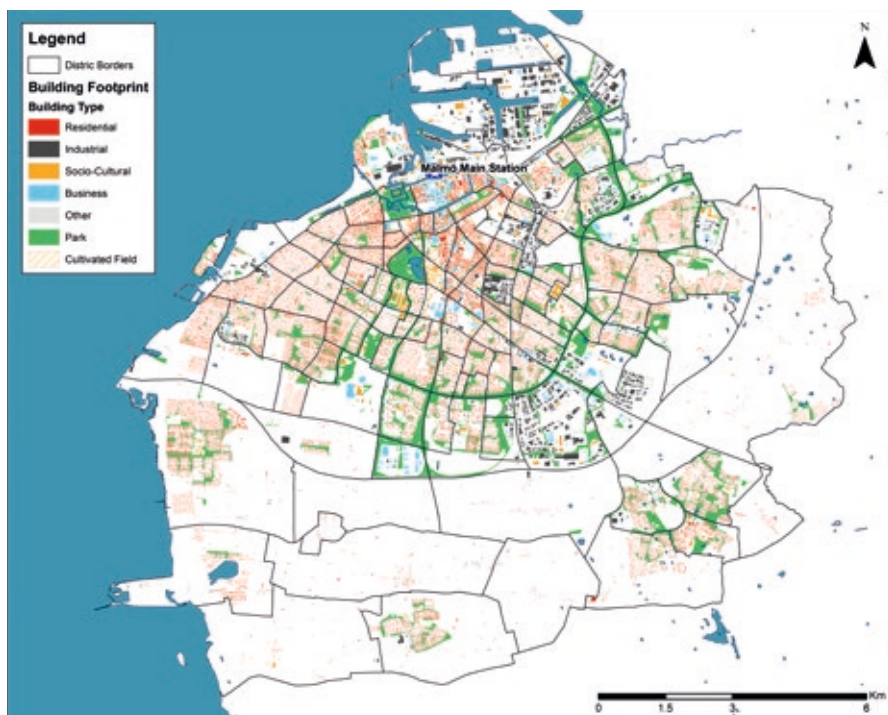 Legend
Distric Borders
Building Footprint
Building Type
Residential
Industrial
Socio-Cultural
Business
Other
Park
Cultivated Field
N
Malmö Main Station
Km
0 1.5 3 6